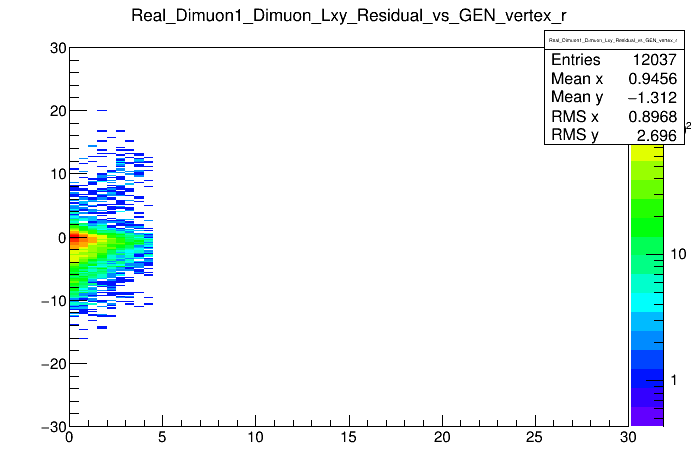 Real_Dimuon1_Dimuon_Lxy_Residual_vs_GEN_vertex_r
Real_Dimuon1_Dimuon_Lxy_Residual_vs_GEN_vertex_r
Entries 12037
Mean x 0.9456
Mean y −1.312
RMS x 0.8968
RMS y 2.696
30
20
10
0
−10
−20
−30
0 5 10 15 20 25 30
2
10
1